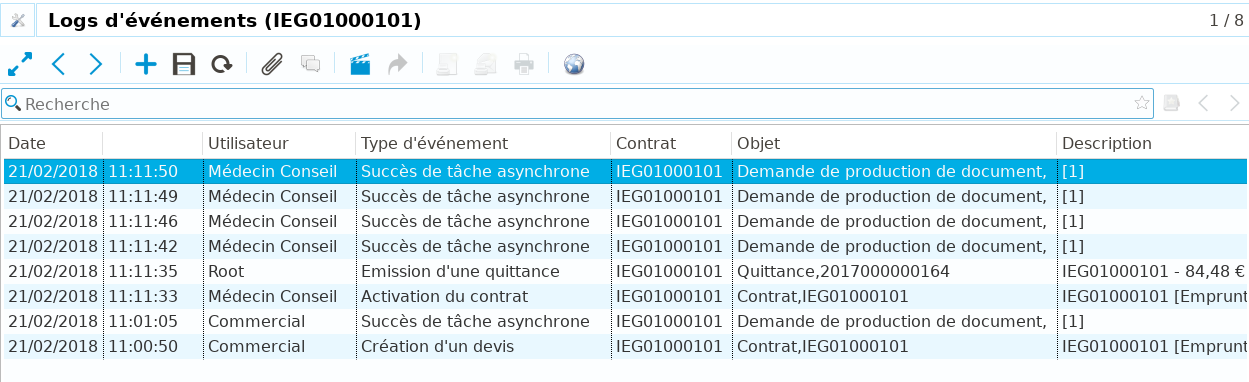 Logs d'événements (IEG01000101) 1 / 8
Recherche
Date Utilisateur Type d'événement Contrat Objet Description
21/02/2018 11:11:50 Médecin Conseil Succès de tâche asynchrone IEG01000101 Demande de production de document, [1]
21/02/2018 11:11:49 Médecin Conseil Succès de tâche asynchrone IEG01000101 Demande de production de document, [1]
21/02/2018 11:11:46 Médecin Conseil Succès de tâche asynchrone IEG01000101 Demande de production de document, [1]
21/02/2018 11:11:42 Médecin Conseil Succès de tâche asynchrone IEG01000101 Demande de production de document, [1]
21/02/2018 11:11:35 Root Emission d'une quittance IEG01000101 Quittance,2017000000164 IEG01000101 - 84,48 €
21/02/2018 11:11:33 Médecin Conseil Activation du contrat IEG01000101 Contrat,IEG01000101 IEG01000101 [Emprunt
21/02/2018 11:01:05 Commercial Succès de tâche asynchrone IEG01000101 Demande de production de document, [1]
21/02/2018 11:00:50 Commercial Création d'un devis IEG01000101 Contrat,IEG01000101 IEG01000101 [Emprunt